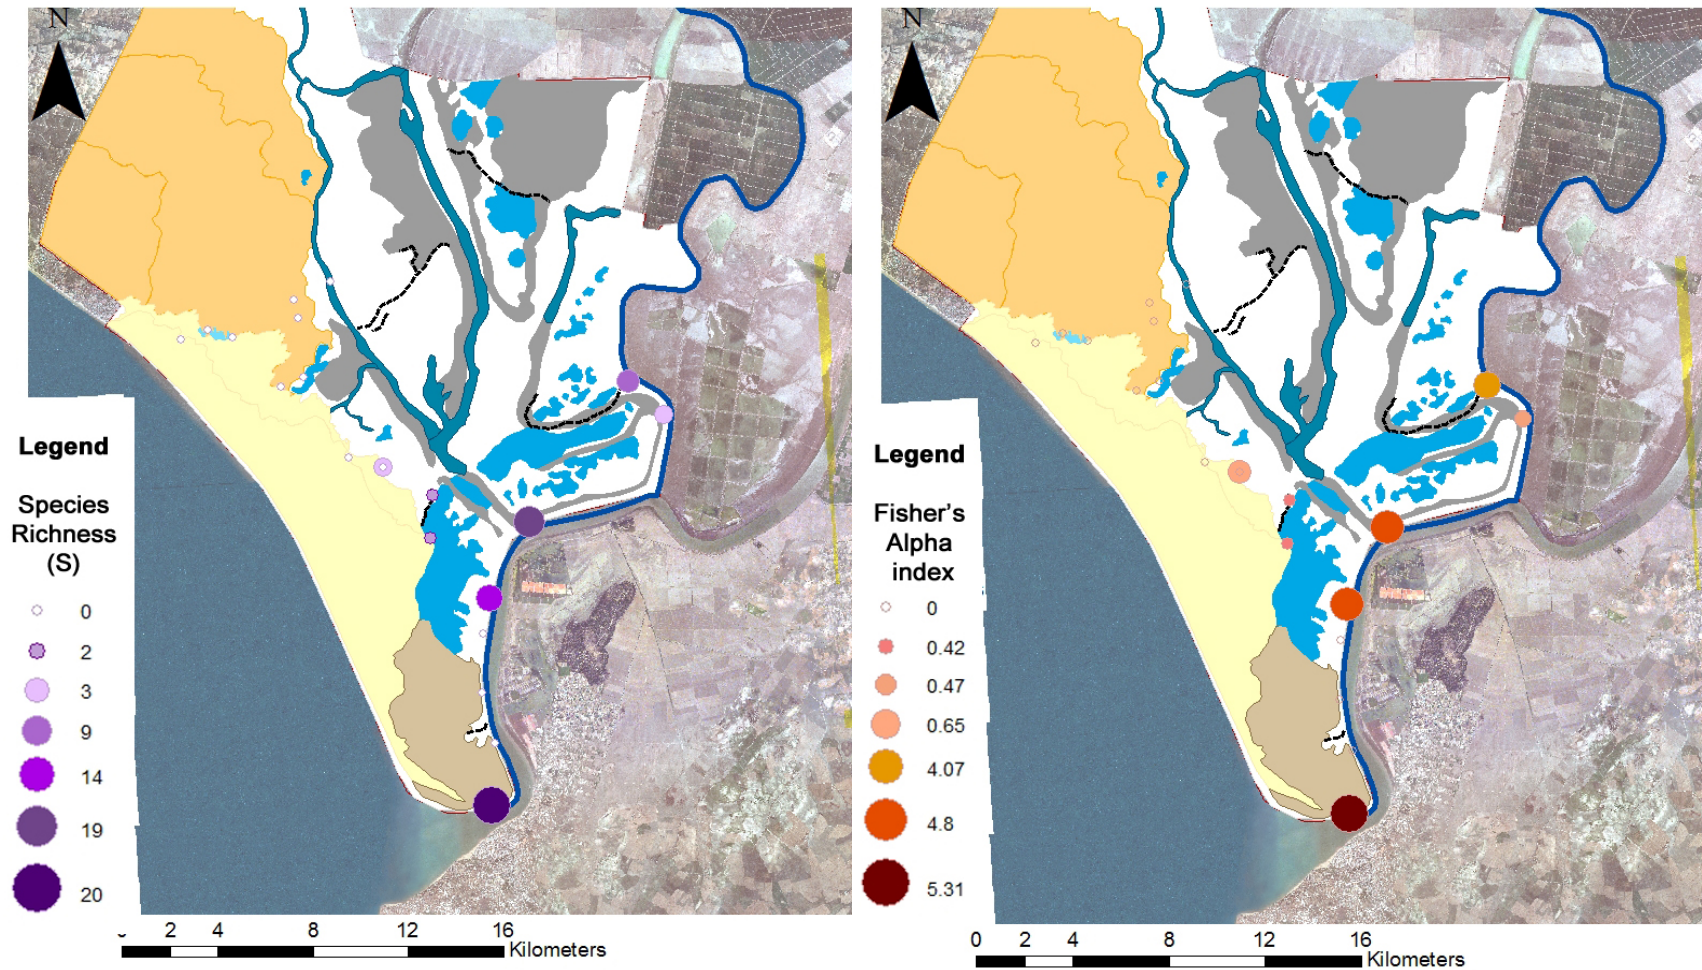 N
Legend
Species
Richness
(S)
0
2
3
9
14
19
20
2 4 8 12 16
Kilometers
N
Legend
Fisher's
Alpha
index
0
0.42
0.47
0.65
4.07
4.8
5.31
0 2 4 8 12 16
Kilometers